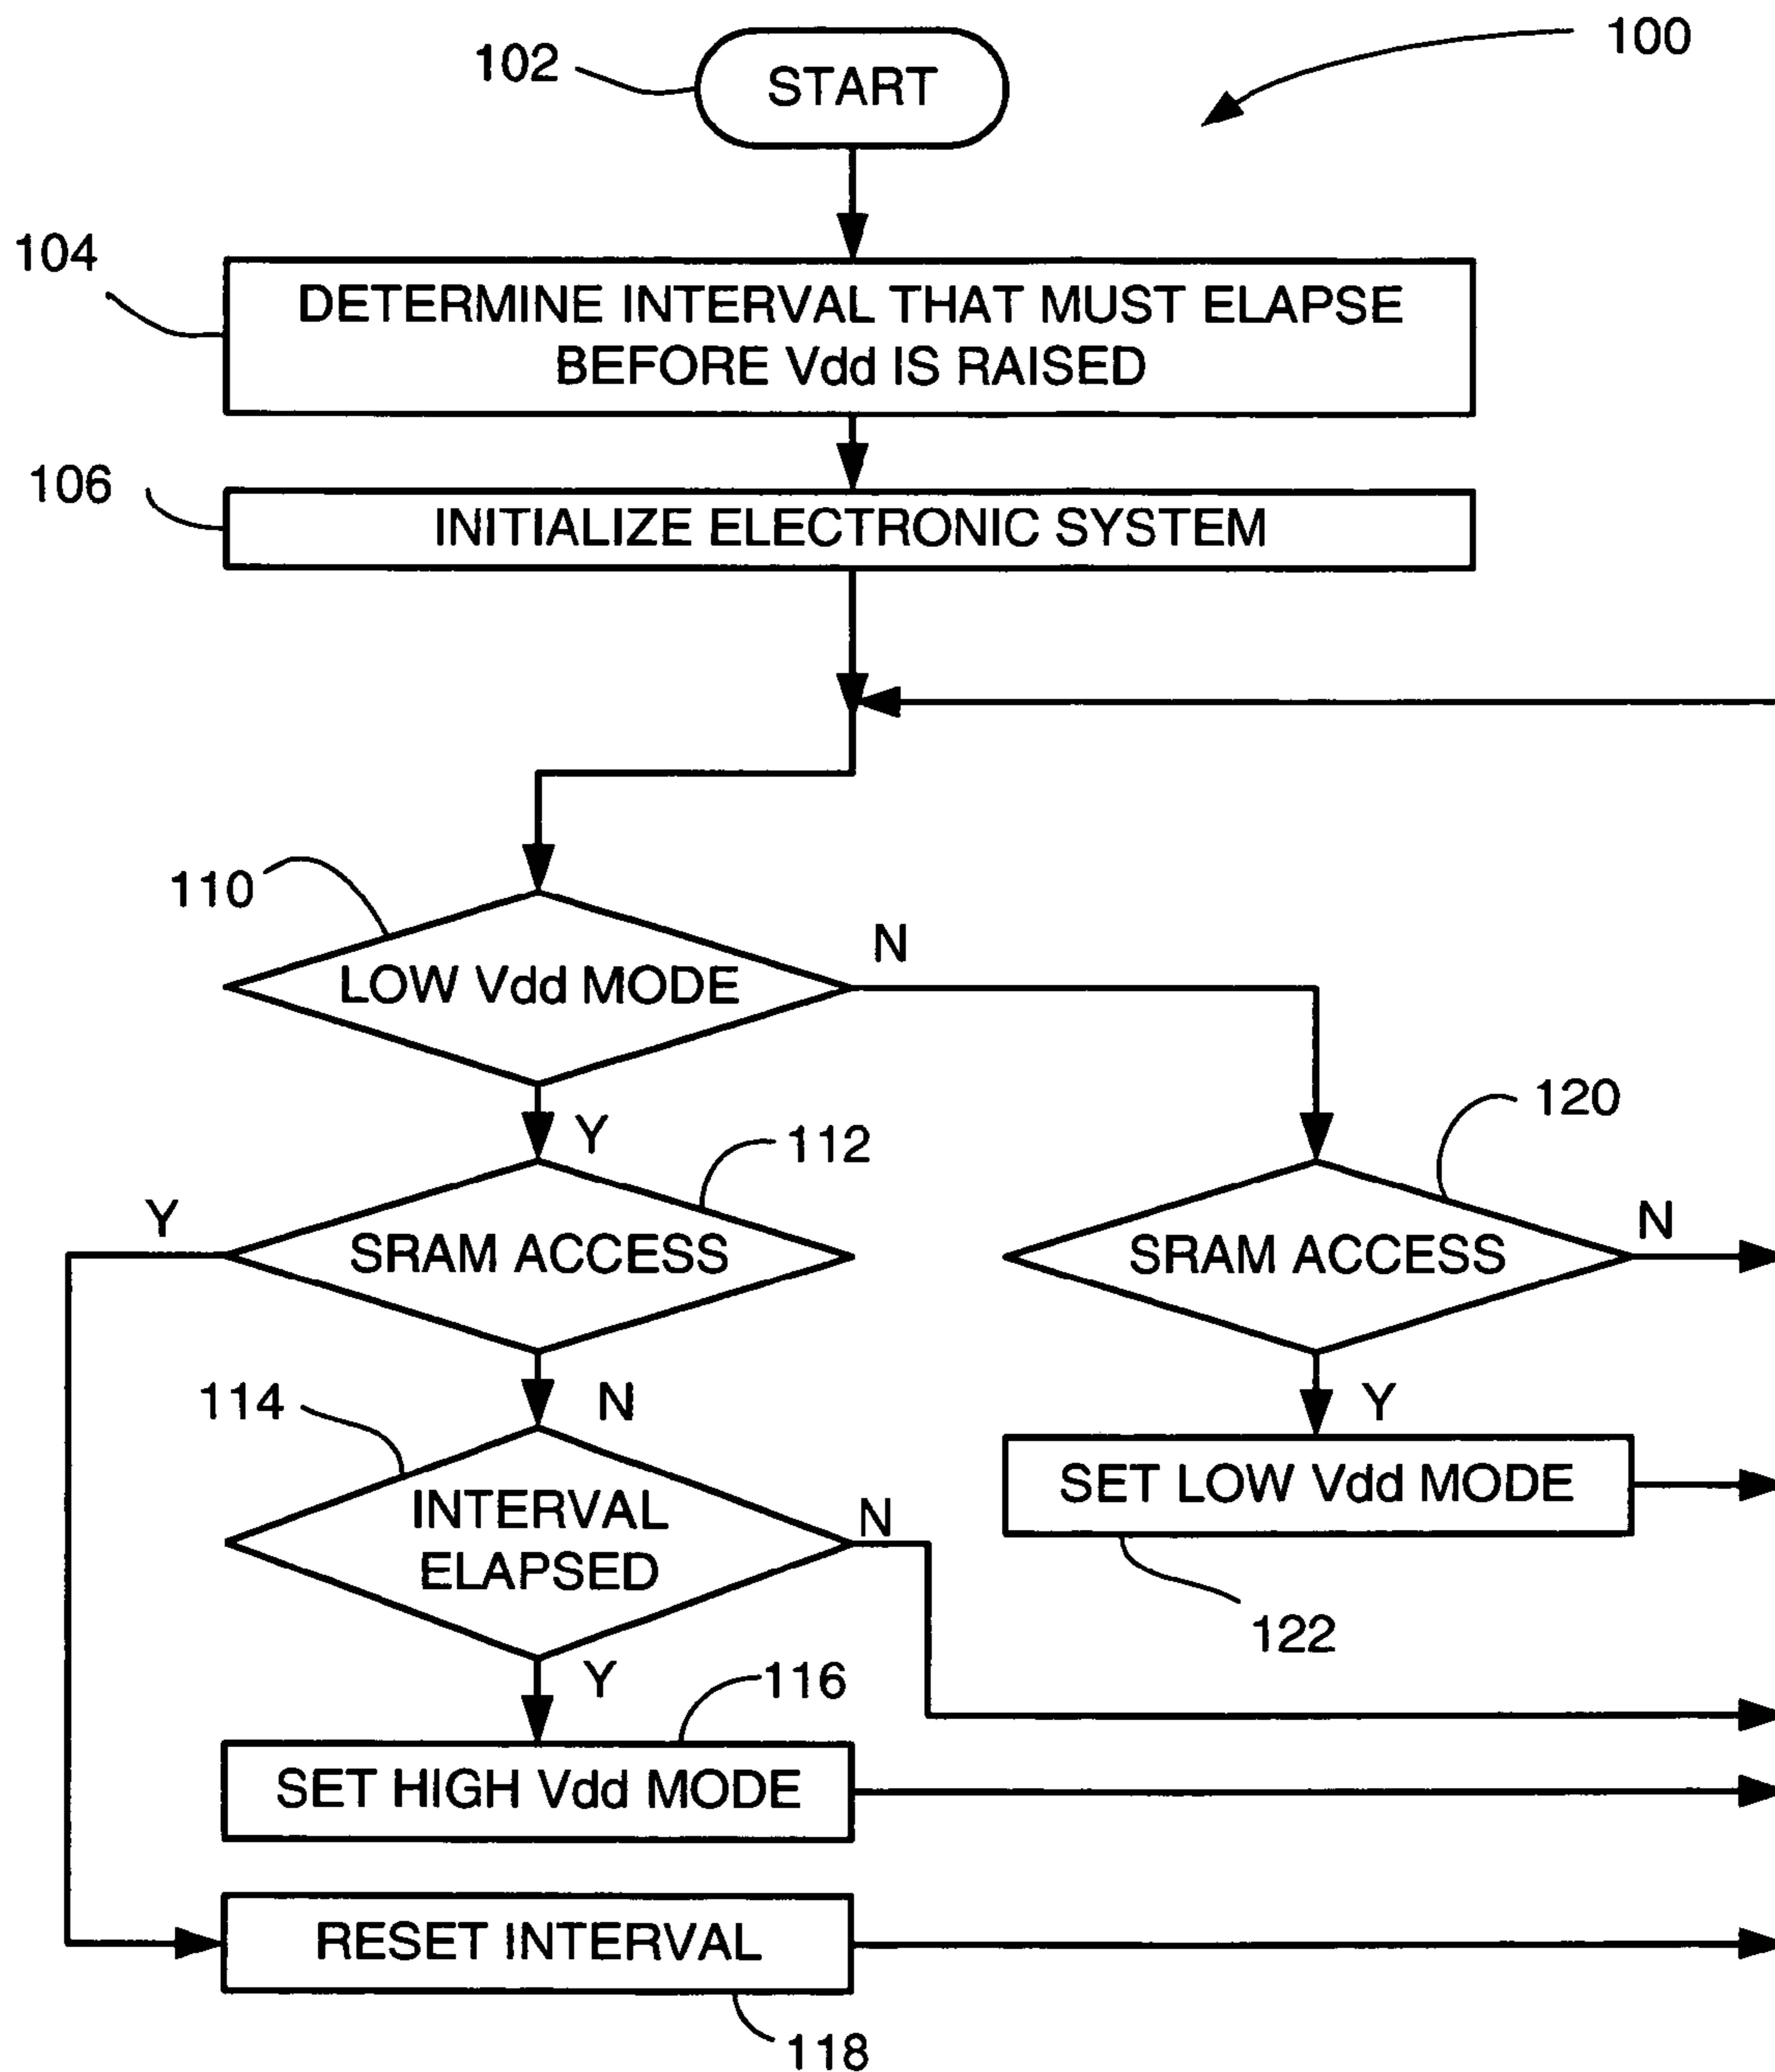 100
102
START
104
DETERMINE INTERVAL THAT MUST ELAPSE
BEFORE Vdd IS RAISED
106
INITIALIZE ELECTRONIC SYSTEM
110
LOW Vdd MODE
N
Y
112
SRAM ACCESS
Y
N
120
SRAM ACCESS
N
Y
114
INTERVAL
ELAPSED
N
Y
SET LOW Vdd MODE
122
116
SET HIGH Vdd MODE
RESET INTERVAL
118